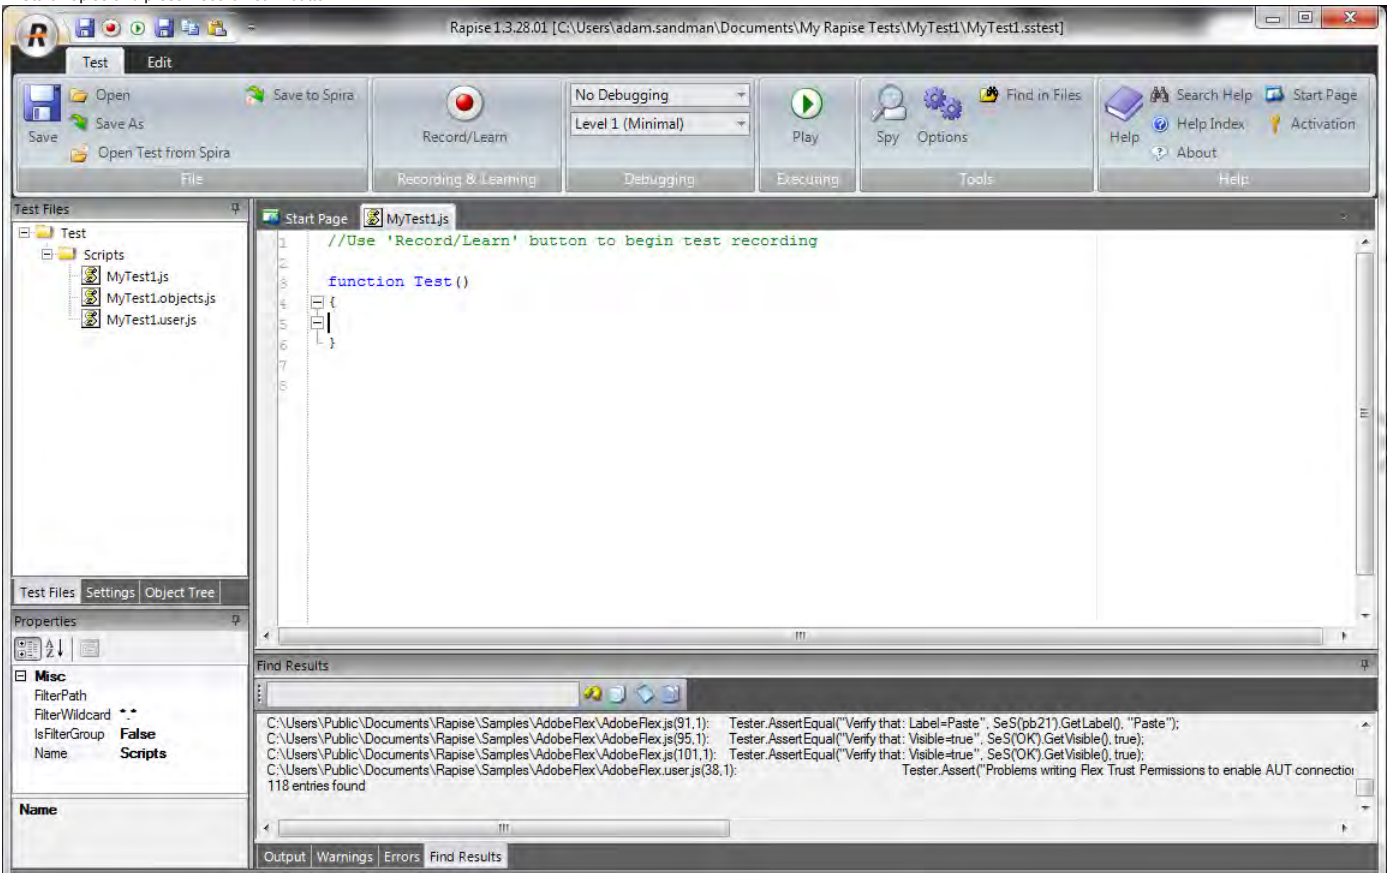 Rapise 1.3.28.01 [C:\Users\adam.sandman\Documents\My Rapise Tests\MyTest1\MyTest1.sstest]
Test Edit
Save
Open
Save As
Open Test from Spira
Save to Spira
File
Record/Learn
Recording & Learning
No Debugging
Level 1 (Minimal)
Debugging
Play
Executing
Spy
Options
Find in Files
Tools
Help
Search Help
Help Index
About
Start Page
Activation
Help
Test Files
Test
Scripts
MyTest1.js
MyTest1.objects.js
MyTest1.user.js
Test Files Settings Object Tree
Properties
Misc
FilterPath
FilterWildcard *.*
IsFilterGroup False
Name Scripts
Name
Start Page MyTest1.js
1 //Use 'Record/Learn' button to begin test recording
2
3 function Test()
4 {
5
6 }
7
8
Find Results
C:\Users\Public\Documents\Rapise\Samples\AdobeFlex\AdobeFlex.js(91,1): Tester.AssertEqual("Verify that: Label=Paste", SeS('pb21').GetLabel(), "Paste");
C:\Users\Public\Documents\Rapise\Samples\AdobeFlex\AdobeFlex.js(95,1): Tester.AssertEqual("Verify that: Visible=true", SeS('OK').GetVisible(), true);
C:\Users\Public\Documents\Rapise\Samples\AdobeFlex\AdobeFlex.js(101,1): Tester.AssertEqual("Verify that: Visible=true", SeS('OK').GetVisible(), true);
C:\Users\Public\Documents\Rapise\Samples\AdobeFlex\AdobeFlex.user.js(38,1): Tester.Assert("Problems writing Flex Trust Permissions to enable AUT connection
118 entries found
Output Warnings Errors Find Results